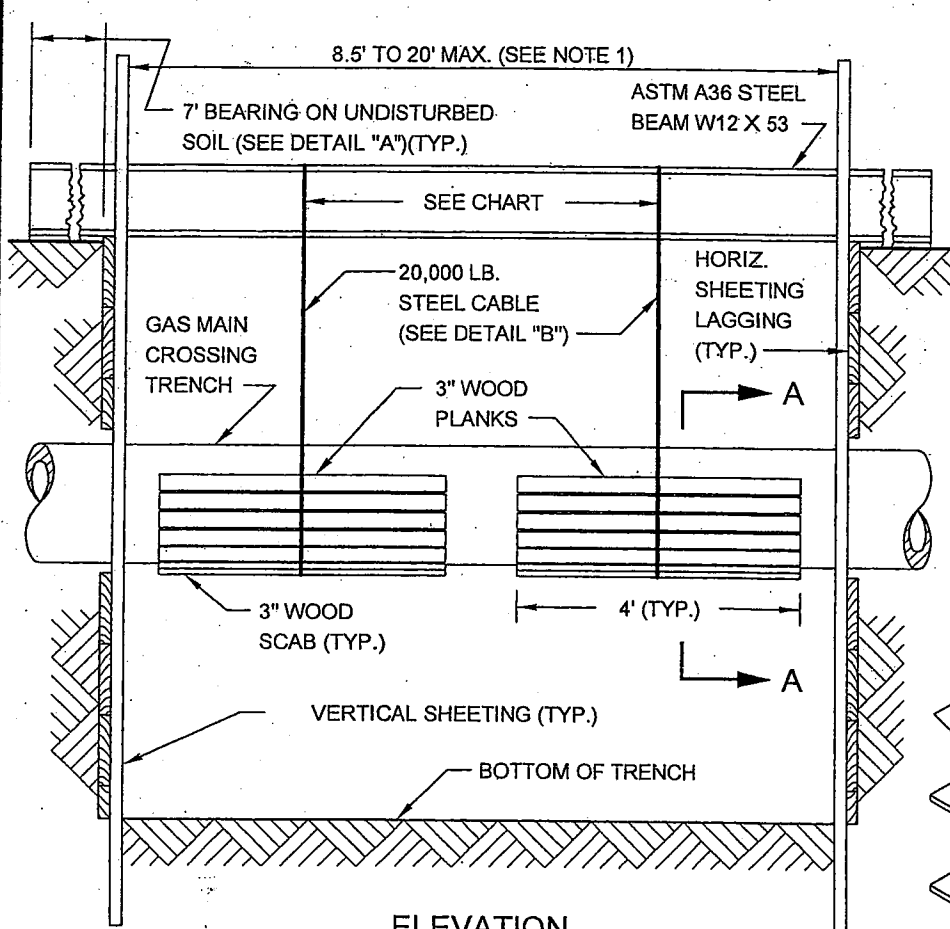 8.5' TO 20' MAX. (SEE NOTE 1)
7' BEARING ON UNDISTURBED
SOIL (SEE DETAIL "A")(TYP.)
ASTM A36 STEEL
BEAM W12 X 53
SEE CHART
20,000 LB.
STEEL CABLE
(SEE DETAIL "B")
HORIZ.
SHEETING
LAGGING
(TYP.)
GAS MAIN
CROSSING
TRENCH
3" WOOD
PLANKS
A
3" WOOD
SCAB (TYP.)
4' (TYP.)
A
VERTICAL SHEETING (TYP.)
BOTTOM OF TRENCH
ELEVATION